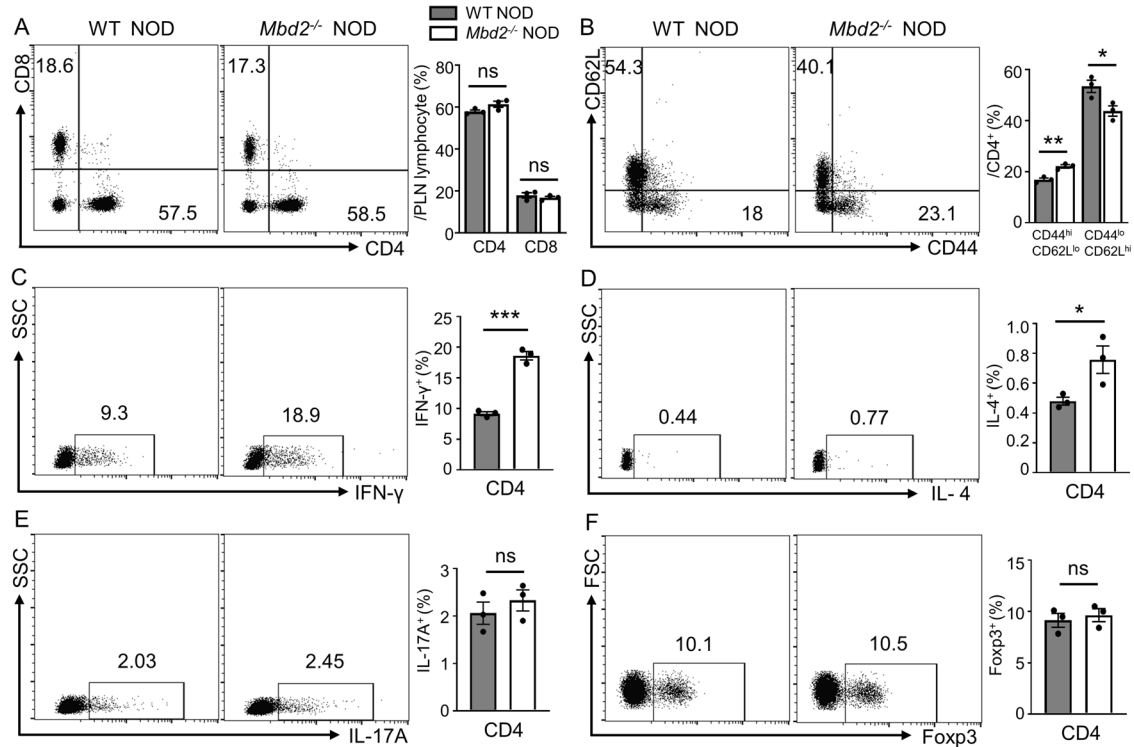 WT NOD
Mbd2-/- NOD
A
WT NOD
Mbd2-/- NOD
CD8
18.6
57.5
17.3
58.5
CD4
/PLN lymphocyte (%)
80
60
40
20
0
ns
ns
CD4
CD8
B
WT NOD
Mbd2-/- NOD
CD62L
54.3
18
40.1
23.1
CD44
/CD4+ (%)
60
40
20
0
**
*
CD44hi
CD62Llo
CD44lo
CD62Lhi
C
SSC
9.3
18.9
IFN-γ
IFN-γ+ (%)
25
20
15
10
5
0
***
CD4
D
SSC
0.44
0.77
IL- 4
IL-4+ (%)
1.0
0.8
0.6
0.4
0.2
0
*
CD4
E
SSC
2.03
2.45
IL-17A
IL-17A+ (%)
3
2
1
0
ns
CD4
F
FSC
10.1
10.5
Foxp3
Foxp3+ (%)
15
10
5
0
ns
CD4